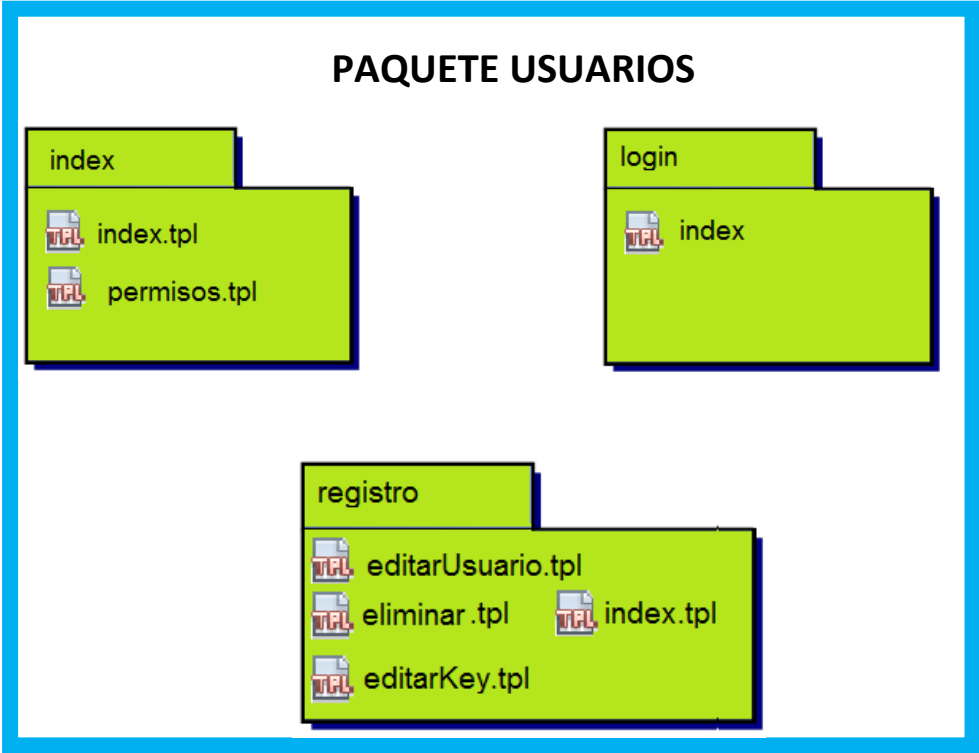 PAQUETE USUARIOS
index
index.tpl
permisos.tpl
login
index
registro
editarUsuario.tpl
eliminar.tpl
index.tpl
editarKey.tpl